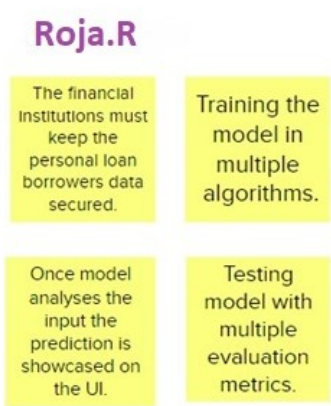 Roja.R
The financial
institutions must
keep the
personal loan
borrowers data
secured.
Training the
model in
multiple
algorithms.
Once model
analyses the
input the
prediction is
showcased on
the UI.
Testing
model with
multiple
evaluation
metrics.